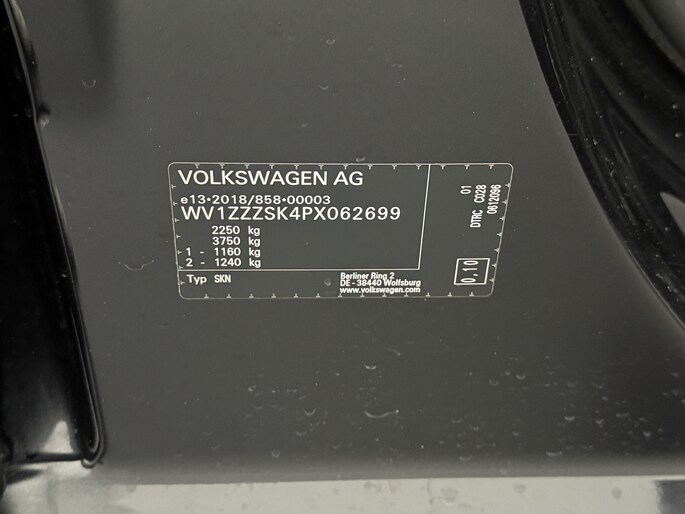 VOLKSWAGEN AG
e13*2018/858*00003
WV1ZZZSK4PX062699
2250 kg
3750 kg
1 - 1160 kg
2 - 1240 kg
Typ SKN
Berliner Ring 2
DE - 38440 Wolfsburg
www.volkswagen.com
01
DTRC C028
0612096
0,10